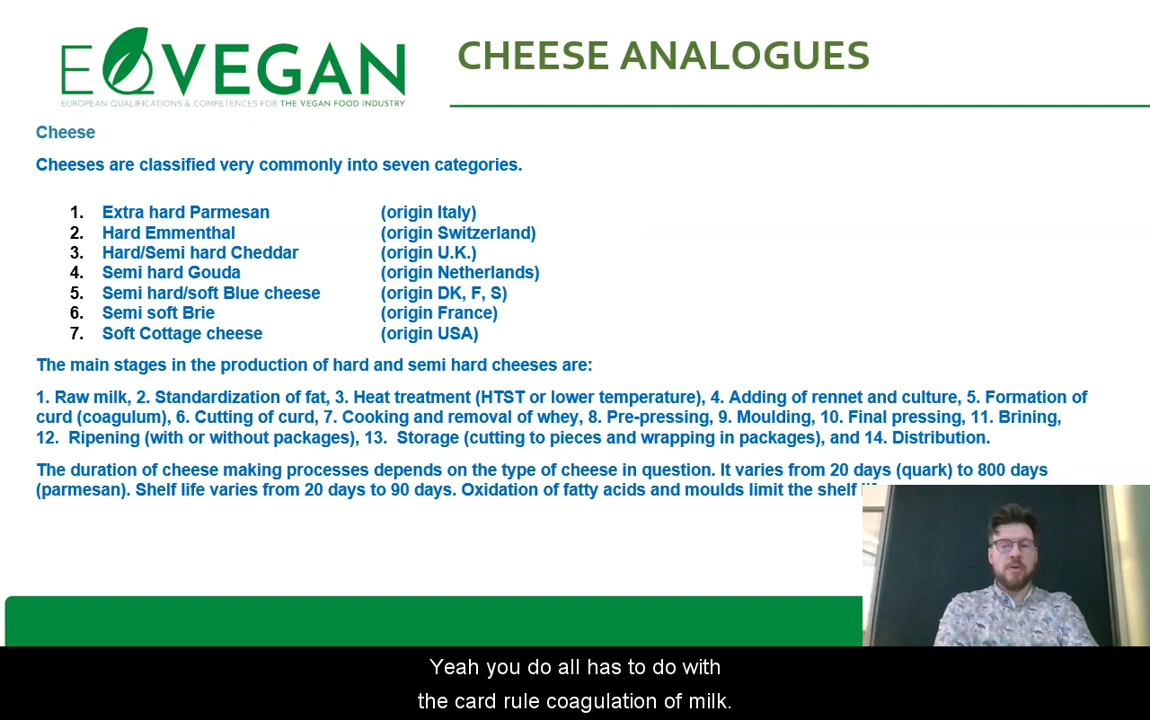 EQVEGAN
EUROPEAN QUALIFICATIONS & COMPETENCES FOR THE VEGAN FOOD INDUSTRY
CHEESE ANALOGUES
Cheese
Cheeses are classified very commonly into seven categories.
1. Extra hard Parmesan (origin Italy)
2. Hard Emmenthal (origin Switzerland)
3. Hard/Semi hard Cheddar (origin U.K.)
4. Semi hard Gouda (origin Netherlands)
5. Semi hard/soft Blue cheese (origin DK, F, S)
6. Semi soft Brie (origin France)
7. Soft Cottage cheese (origin USA)
The main stages in the production of hard and semi hard cheeses are:
1. Raw milk, 2. Standardization of fat, 3. Heat treatment (HTST or lower temperature), 4. Adding of rennet and culture, 5. Formation of
curd (coagulum), 6. Cutting of curd, 7. Cooking and removal of whey, 8. Pre-pressing, 9. Moulding, 10. Final pressing, 11. Brining,
12. Ripening (with or without packages), 13. Storage (cutting to pieces and wrapping in packages), and 14. Distribution.
The duration of cheese making processes depends on the type of cheese in question. It varies from 20 days (quark) to 800 days
(parmesan). Shelf life varies from 20 days to 90 days. Oxidation of fatty acids and moulds limit the shelf
Yeah you do all has to do with
the card rule coagulation of milk.